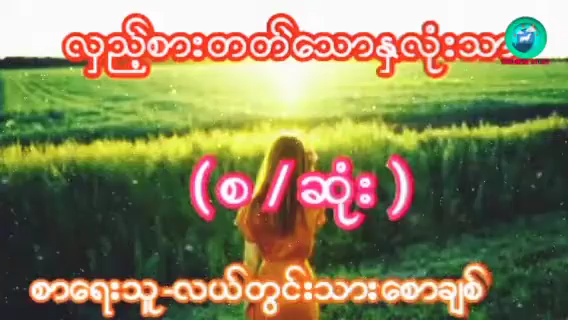 လှည့်စားတတ်သောနှလုံးသား
( စ / ဆုံး )
စာရေးသူ-လယ်တွင်းသားစောချစ်